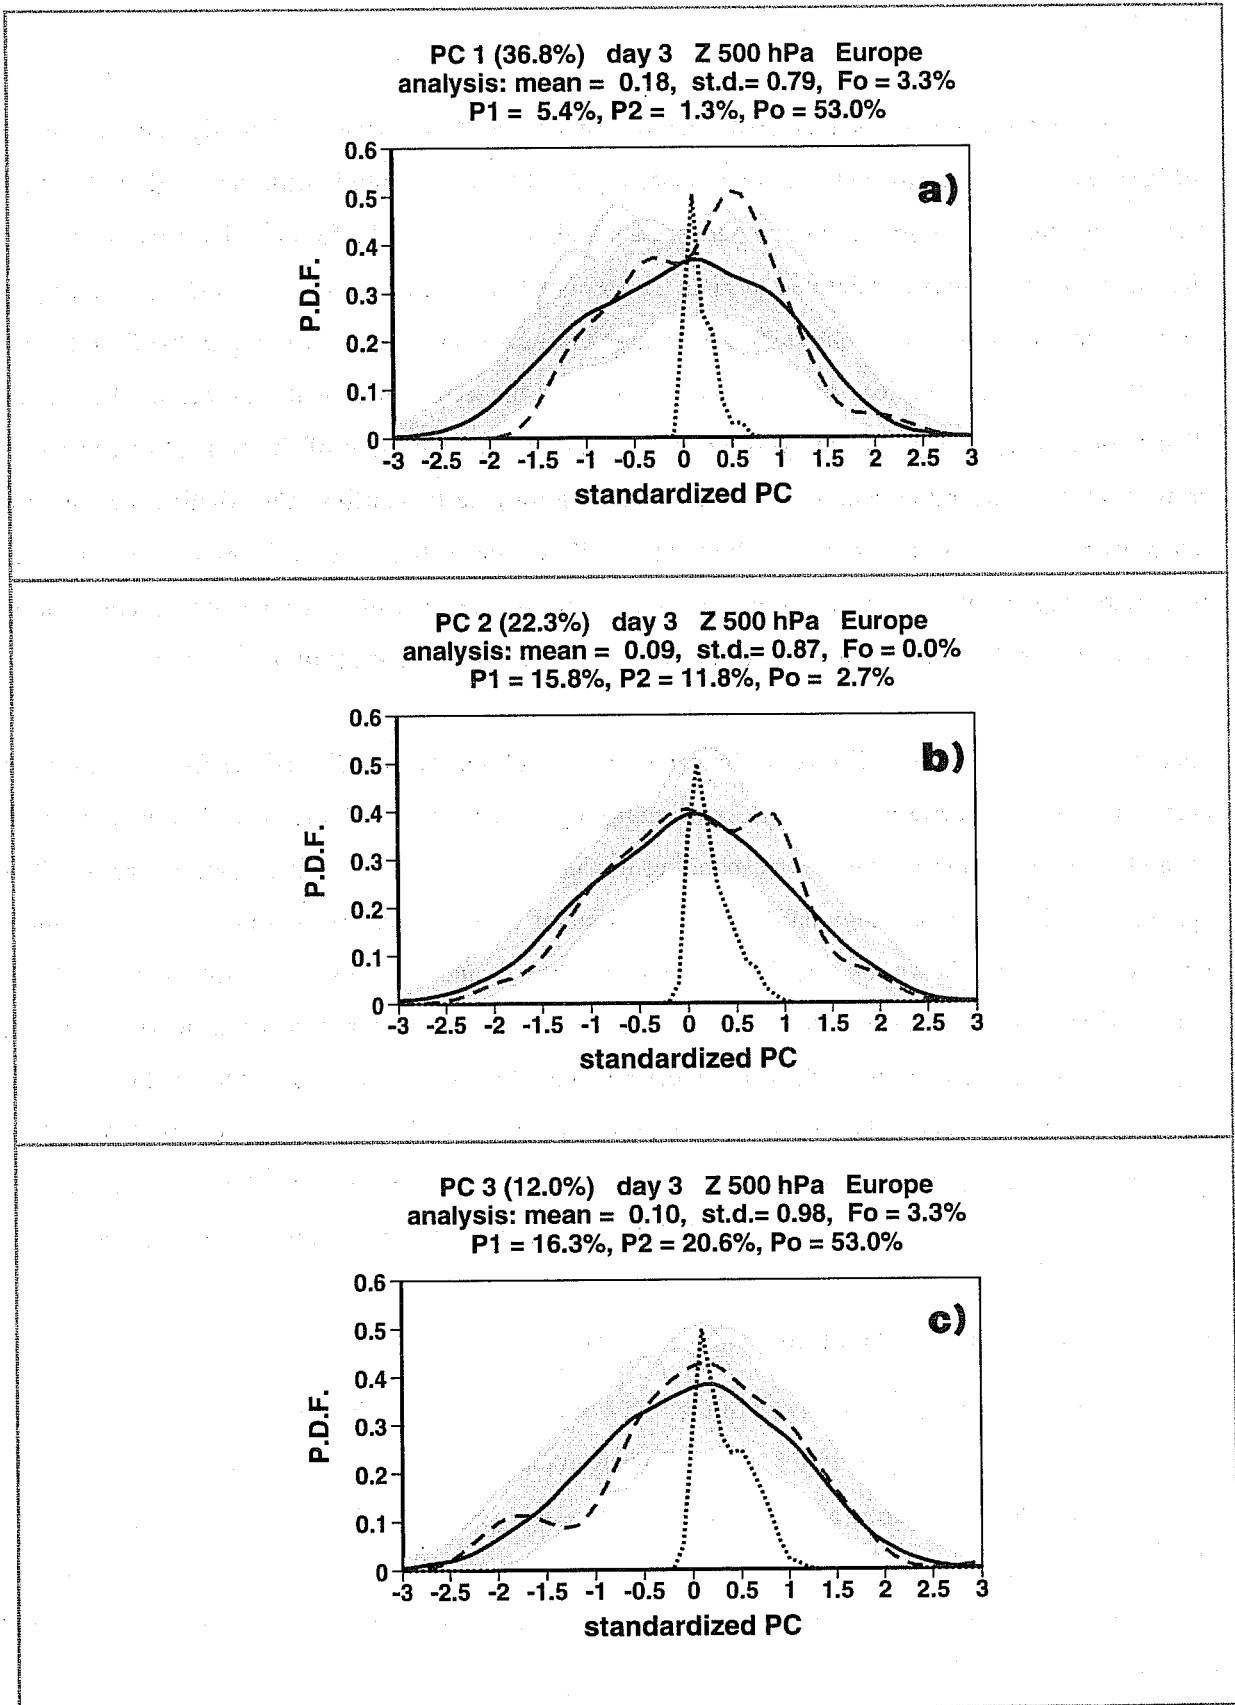 PC 1 (36.8%) day 3 Z 500 hPa Europe
analysis: mean = 0.18, st.d.= 0.79, Fo = 3.3%
P1 = 5.4%, P2 = 1.3%, Po = 53.0%
a)
0.6
0.5
0.4
0.3
0.2
0.1
0
P.D.F.
-3 -2.5 -2 -1.5 -1 -0.5 0 0.5 1 1.5 2 2.5 3
standardized PC
PC 2 (22.3%) day 3 Z 500 hPa Europe
analysis: mean = 0.09, st.d.= 0.87, Fo = 0.0%
P1 = 15.8%, P2 = 11.8%, Po = 2.7%
b)
0.6
0.5
0.4
0.3
0.2
0.1
0
P.D.F.
-3 -2.5 -2 -1.5 -1 -0.5 0 0.5 1 1.5 2 2.5 3
standardized PC
PC 3 (12.0%) day 3 Z 500 hPa Europe
analysis: mean = 0.10, st.d.= 0.98, Fo = 3.3%
P1 = 16.3%, P2 = 20.6%, Po = 53.0%
c)
0.6
0.5
0.4
0.3
0.2
0.1
0
P.D.F.
-3 -2.5 -2 -1.5 -1 -0.5 0 0.5 1 1.5 2 2.5 3
standardized PC